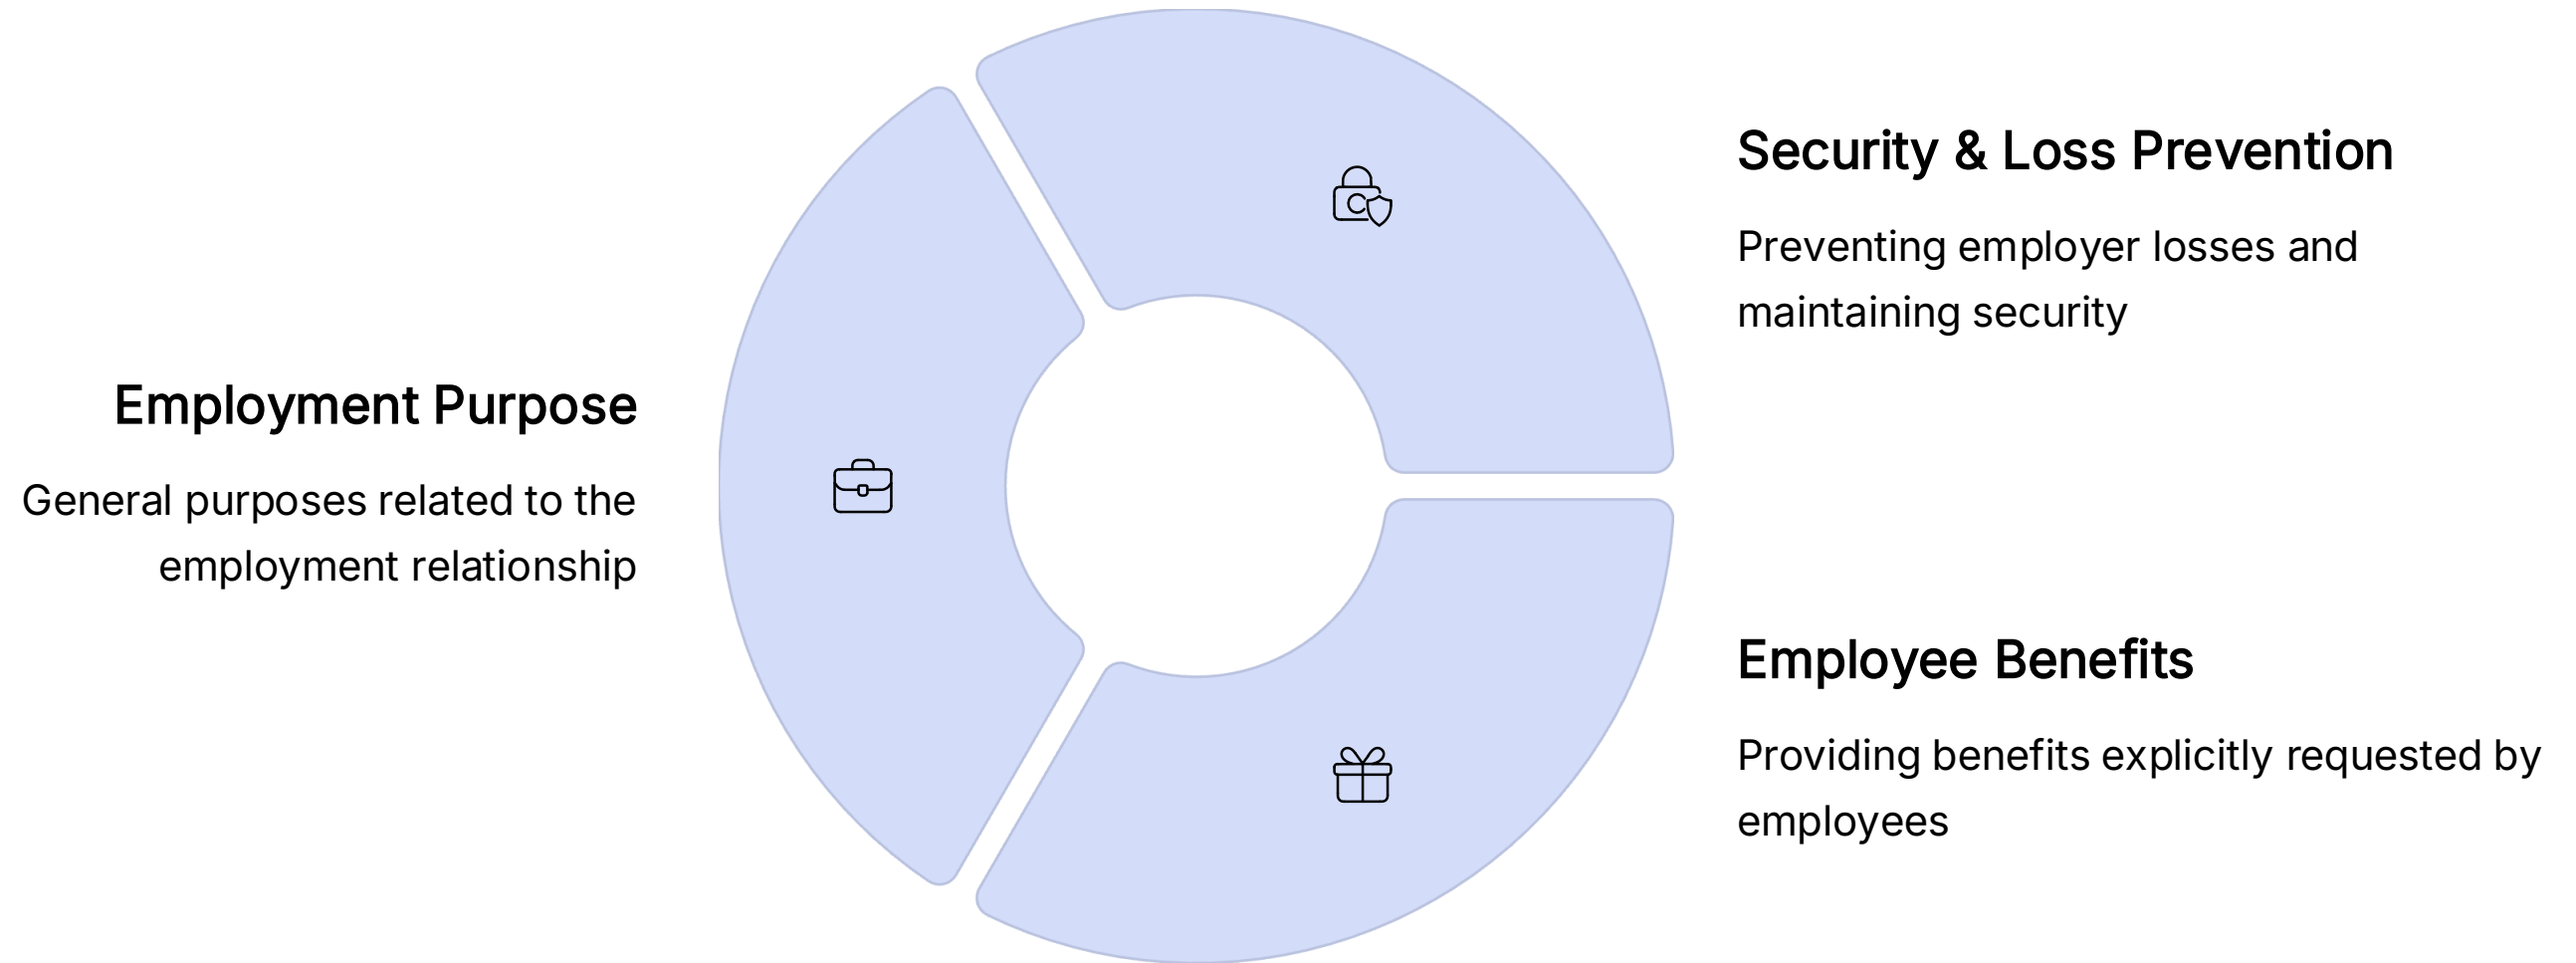 Security & Loss Prevention
Preventing employer losses and
maintaining security
Employment Purpose
General purposes related to the
employment relationship
Employee Benefits
Providing benefits explicitly requested by
employees